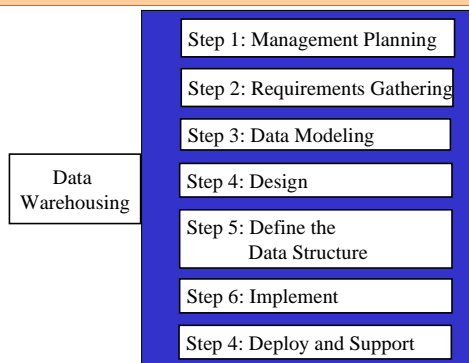 Step 1: Management Planning
Step 2: Requirements Gathering
Step 3: Data Modeling
Data
Warehousing
Step 4: Design
Step 5: Define the
Data Structure
Step 6: Implement
Step 4: Deploy and Support